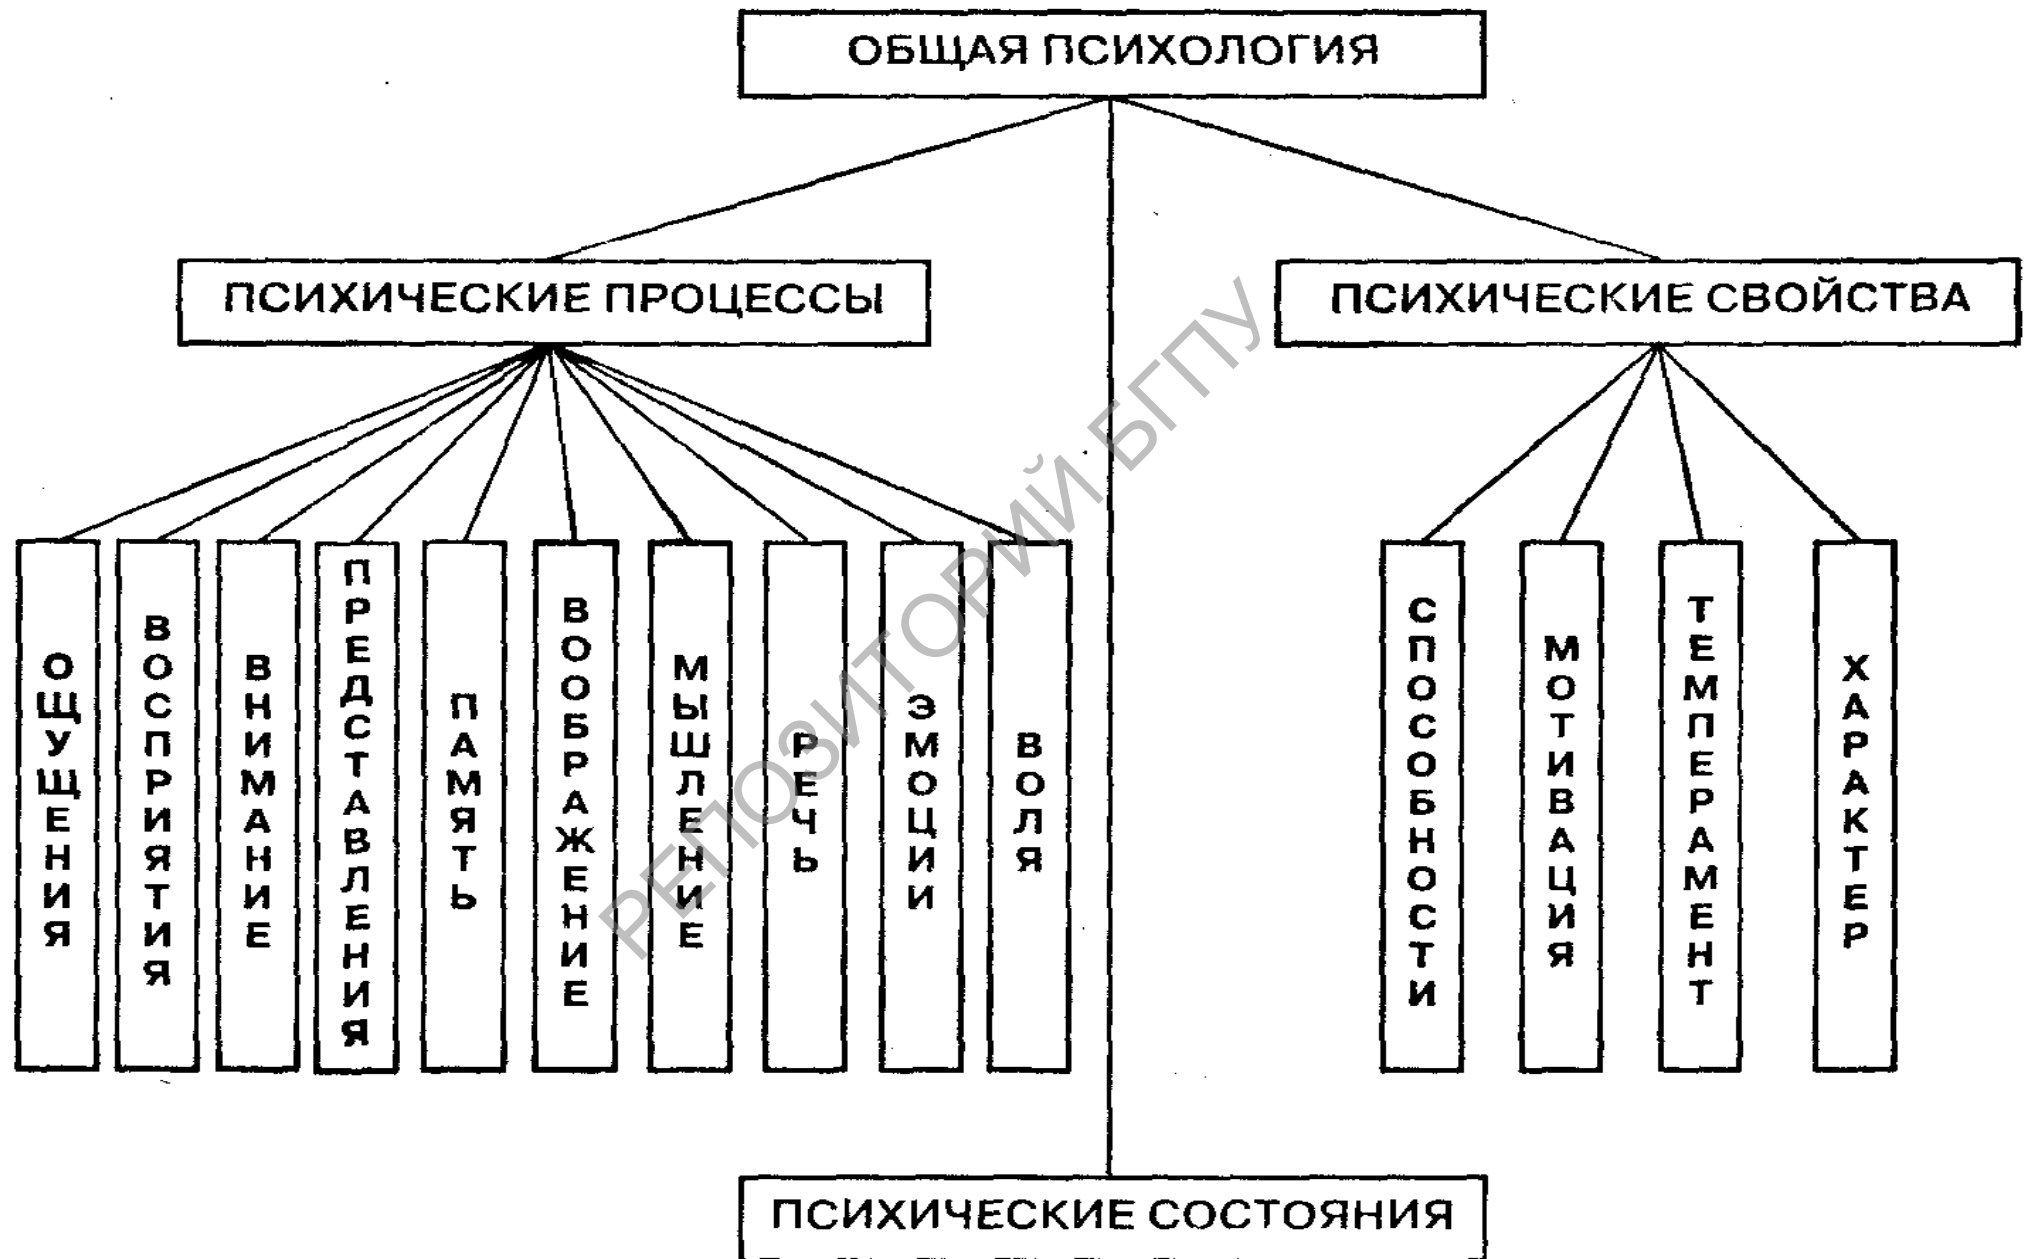 ОБЩАЯ ПСИХОЛОГИЯ
ПСИХИЧЕСКИЕ ПРОЦЕССЫ
ПСИХИЧЕСКИЕ СВОЙСТВА
ОЩУЩЕНИЯ
ВОСПРИЯТИЯ
ВНИМАНИЕ
ПРЕДСТАВЛЕНИЯ
ПАМЯТЬ
ВООБРАЖЕНИЕ
МЫШЛЕНИЕ
РЕЧЬ
ЭМОЦИИ
ВОЛЯ
СПОСОБНОСТИ
МОТИВАЦИЯ
ТЕМПЕРАМЕНТ
ХАРАКТЕР
ПСИХИЧЕСКИЕ СОСТОЯНИЯ
РЕПОЗИТОРИЙ БГПУ